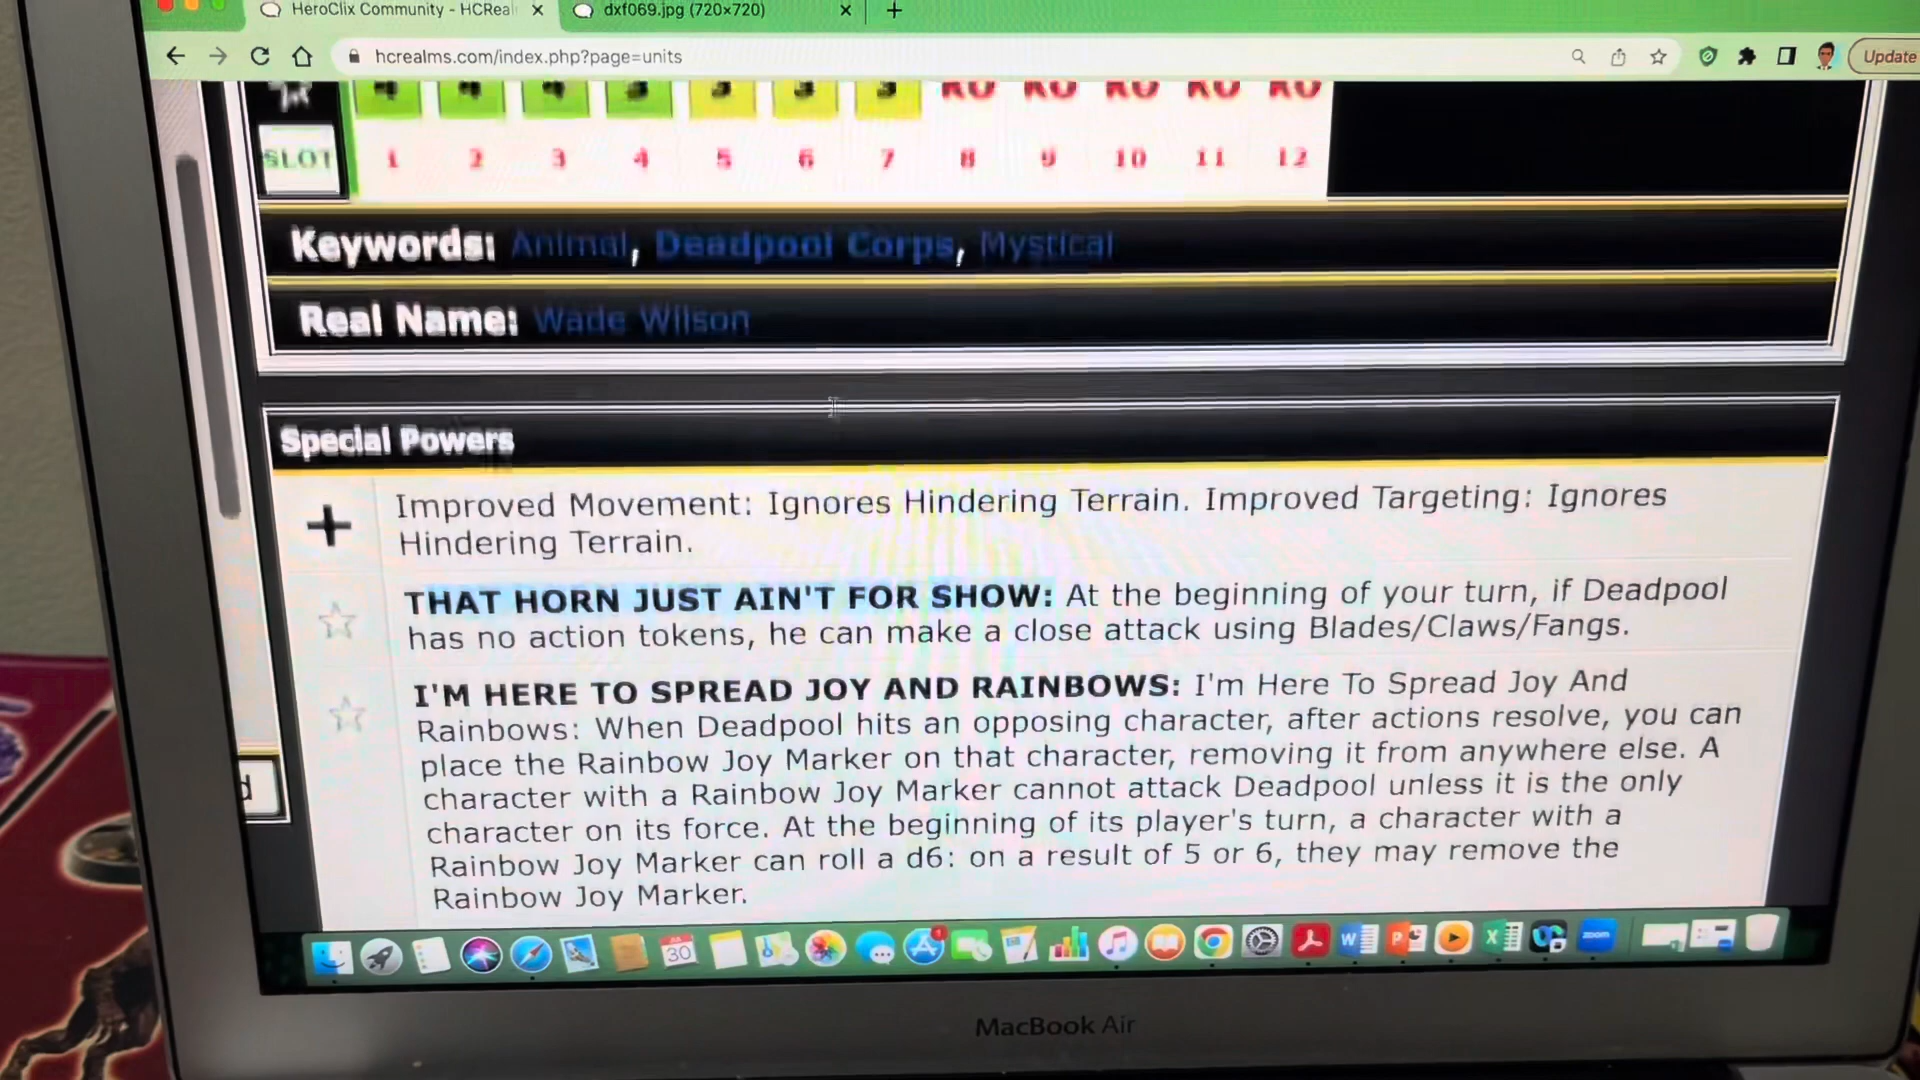 HeroClix Community - HCReal
dxf069.jpg (720×720)
hcrealms.com/index.php?page=units
Update
KO KO KO KO KO
SLOT 1 2 3 4 5 6 7 8 9 10 11 12
Keywords: Animal, Deadpool Corps, Mystical
Real Name: Wade Wilson
Special Powers
Improved Movement: Ignores Hindering Terrain. Improved Targeting: Ignores
Hindering Terrain.
THAT HORN JUST AIN'T FOR SHOW: At the beginning of your turn, if Deadpool
has no action tokens, he can make a close attack using Blades/Claws/Fangs.
I'M HERE TO SPREAD JOY AND RAINBOWS: I'm Here To Spread Joy And
Rainbows: When Deadpool hits an opposing character, after actions resolve, you can
place the Rainbow Joy Marker on that character, removing it from anywhere else. A
character with a Rainbow Joy Marker cannot attack Deadpool unless it is the only
character on its force. At the beginning of its player's turn, a character with a
Rainbow Joy Marker can roll a d6: on a result of 5 or 6, they may remove the
Rainbow Joy Marker.
d
30
zoom
MacBook Air